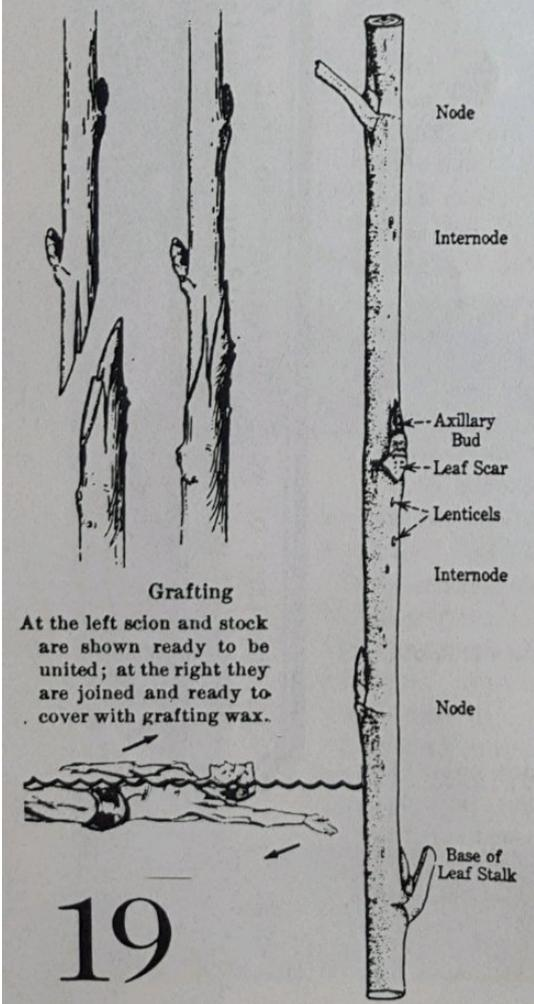 Node
Internode
Axillary
Bud
Leaf Scar
Lenticels
Internode
Node
Base of
Leaf Stalk
Grafting
At the left scion and stock
are shown ready to be
united; at the right they
are joined and ready to
cover with grafting wax.
19